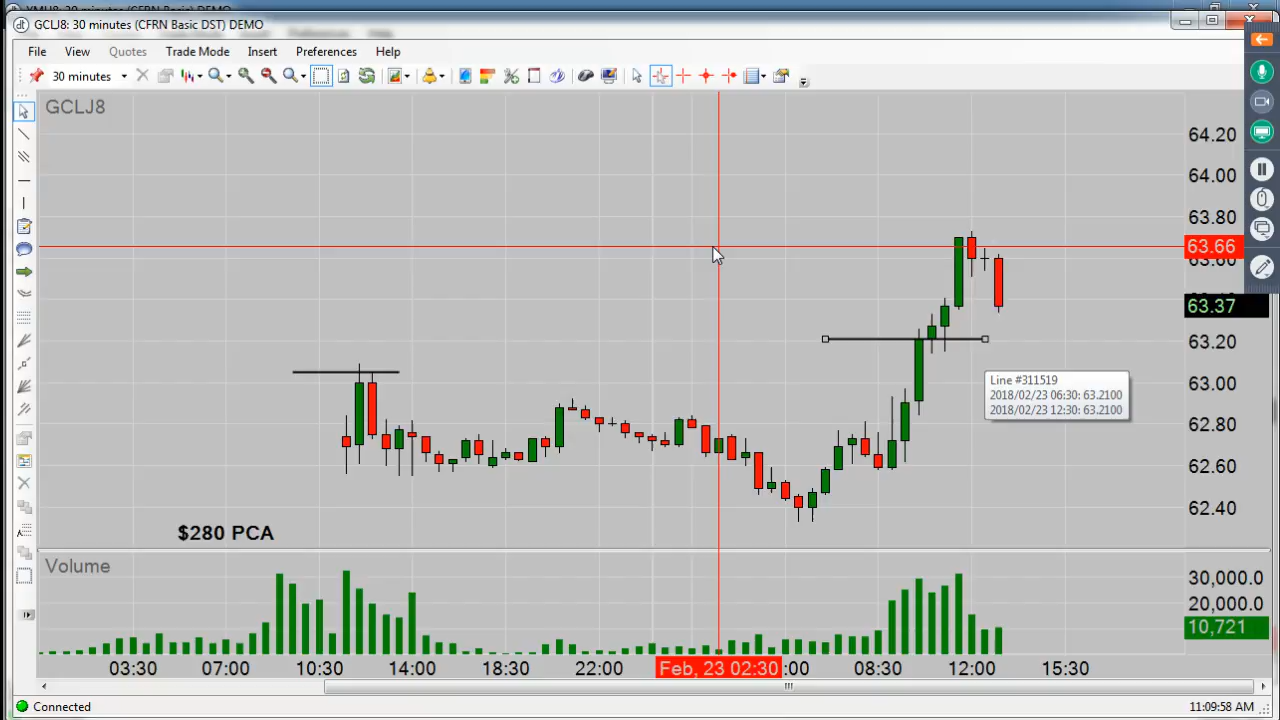 GCLJ8: 30 minutes (CFRN Basic DST) DEMO
File View Quotes Trade Mode Insert Preferences Help
30 minutes
GCLJ8
64.20
64.00
63.80
63.66
63.60
63.37
63.20
63.00
62.80
62.60
62.40
Line #311519
2018/02/23 06:30: 63.2100
2018/02/23 12:30: 63.2100
$280 PCA
Volume
30,000.0
20,000.0
10,721
03:30 07:00 10:30 14:00 18:30 22:00 Feb, 23 02:30 :00 08:30 12:00 15:30
Connected 11:09:58 AM